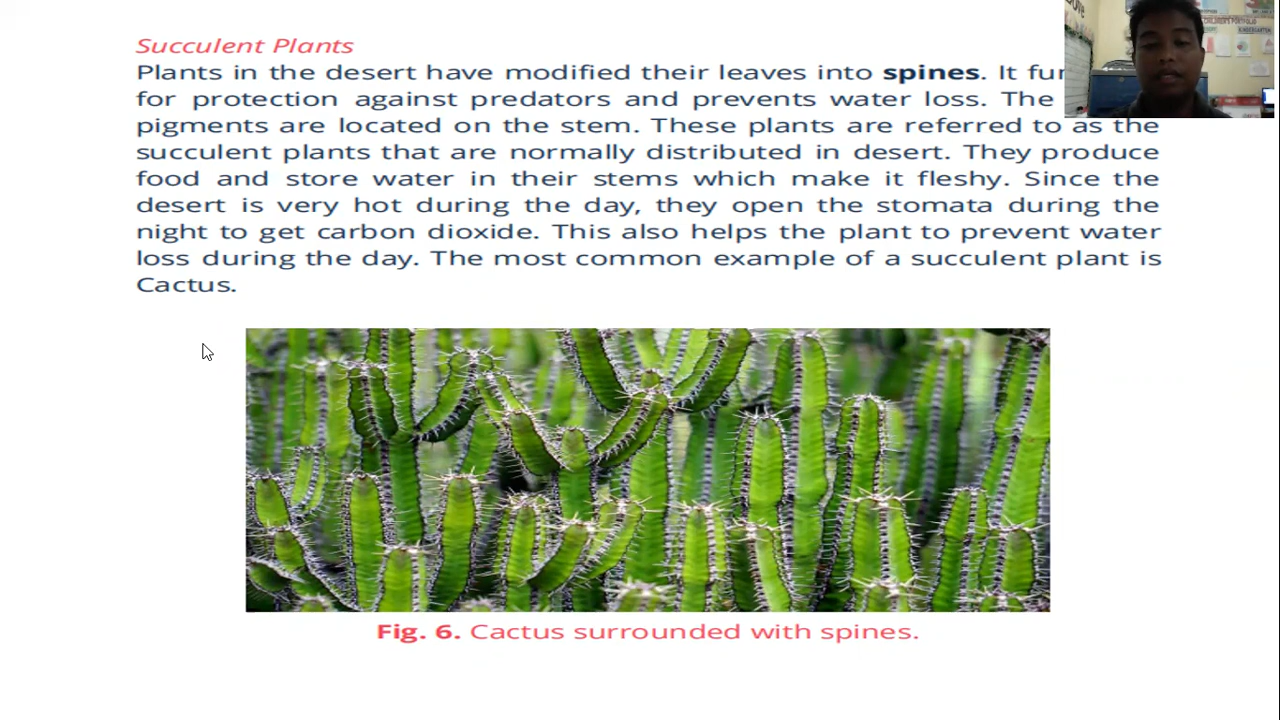 Succulent Plants
Plants in the desert have modified their leaves into spines. It
for protection against predators and prevents water loss. The
pigments are located on the stem. These plants are referred to as the
succulent plants that are normally distributed in desert. They produce
food and store water in their stems which make it fleshy. Since the
desert is very hot during the day, they open the stomata during the
night to get carbon dioxide. This also helps the plant to prevent water
loss during the day. The most common example of a succulent plant is
Cactus.
Fig. 6. Cactus surrounded with spines.
KINDERGARTEN